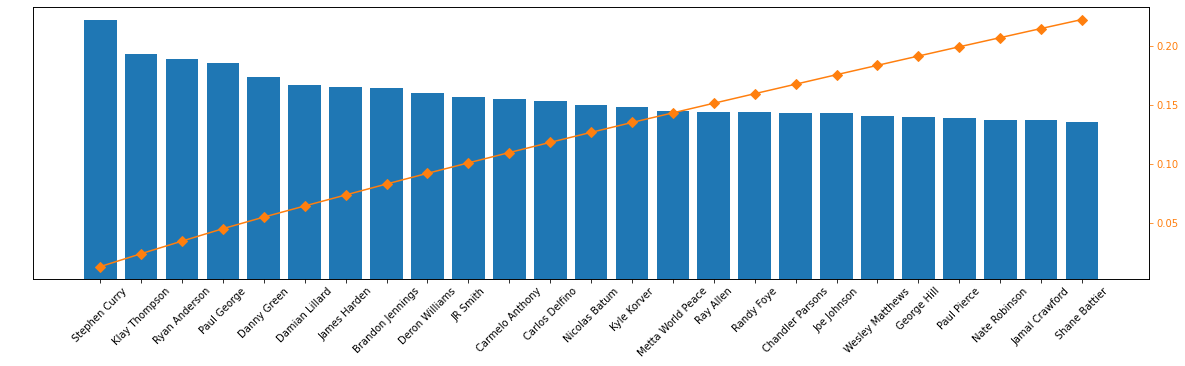 0.20
0.15
0.10
0.05
Stephen Curry
Klay Thompson
Ryan Anderson
Paul George
Danny Green
Damian Lillard
James Harden
Brandon Jennings
Deron Williams
JR Smith
Carmelo Anthony
Carlos Delfino
Nicolas Batum
Kyle Korver
Metta World Peace
Ray Allen
Randy Foye
Chandler Parsons
Joe Johnson
Wesley Matthews
George Hill
Paul Pierce
Nate Robinson
Jamal Crawford
Shane Battier